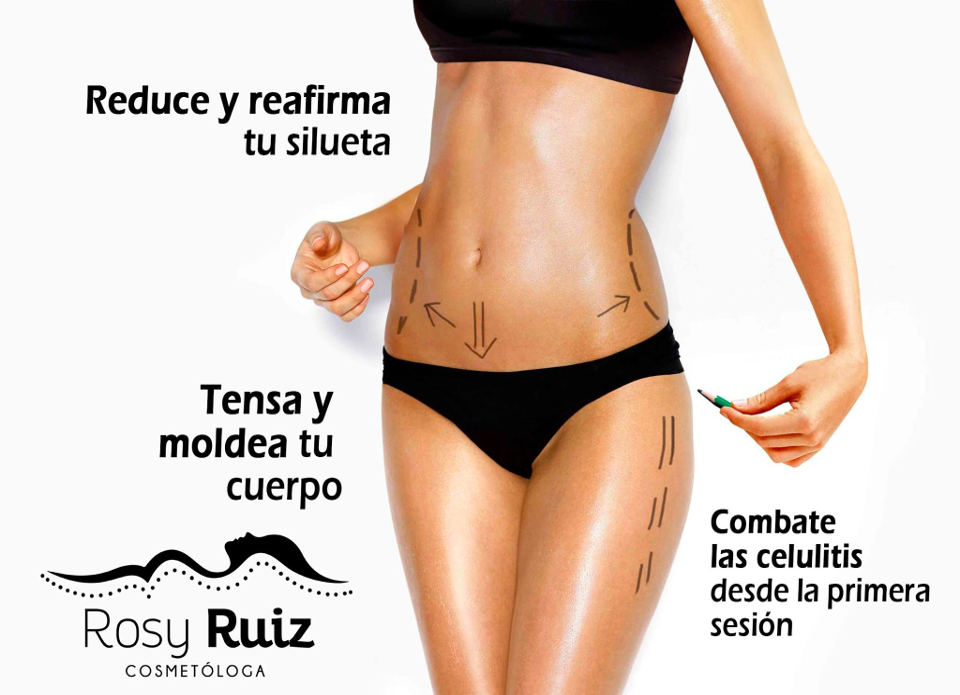 Reduce y reafirma
tu silueta
Tensa y
moldea tu
cuerpo
Combate
las celulitis
desde la primera
sesión
Rosy Ruiz
COSMETÓLOGA